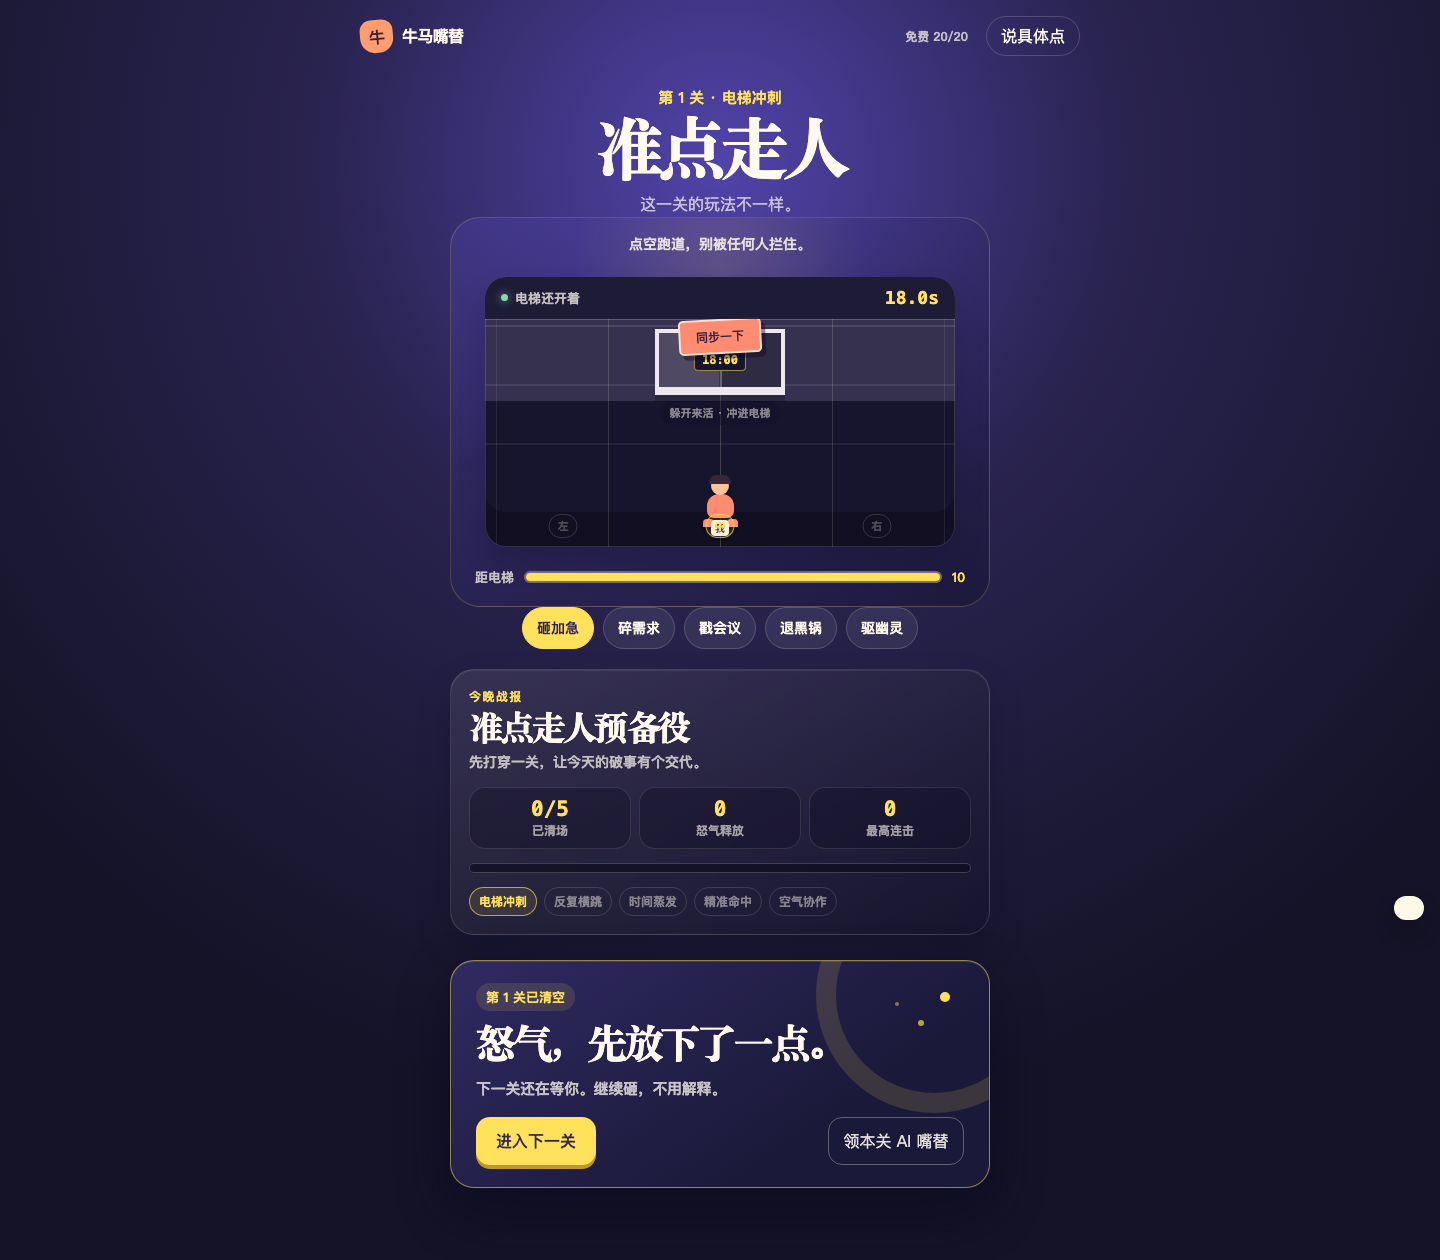 牛
牛马嘴替
免费 20/20
说具体点
第 1 关 · 电梯冲刺
准点走人
这一关的玩法不一样。
点空跑道，别被任何人拦住。
电梯还开着
18.0s
同步一下
18:00
躲开来活 · 冲进电梯
左
我
右
距电梯
10
砸加急
碎需求
戳会议
退黑锅
驱幽灵
今晚战报
准点走人预备役
先打穿一关，让今天的破事有个交代。
0/5
已清场
0
怒气释放
0
最高连击
电梯冲刺
反复横跳
时间蒸发
精准命中
空气协作
第 1 关已清空
怒气，先放下了一点。
下一关还在等你。继续砸，不用解释。
进入下一关
领本关 AI 嘴替